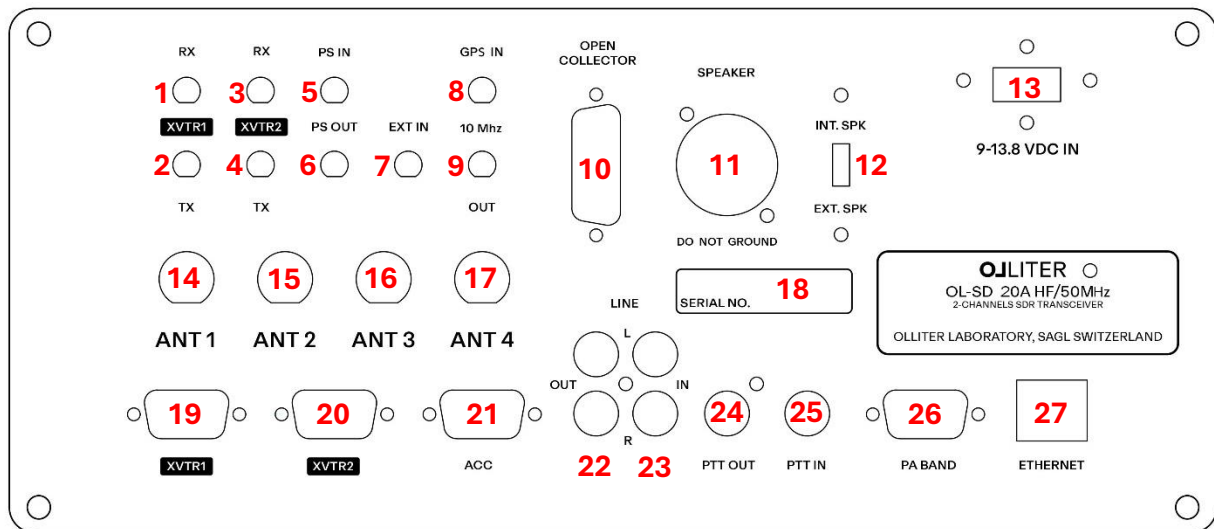 RX RX PS IN GPS IN
1 3 5 8
XVTR1 XVTR2 PS OUT EXT IN 10 Mhz
2 4 6 7 9
TX TX OUT
OPEN
COLLECTOR
10
SPEAKER
11
DO NOT GROUND
INT. SPK
12
EXT. SPK
13
9-13.8 VDC IN
14 15 16 17
ANT 1 ANT 2 ANT 3 ANT 4
SERIAL NO. 18
OLLITER
OL-SD 20A HF/50MHz
2-CHANNELS SDR TRANSCEIVER
OLLITER LABORATORY, SAGL SWITZERLAND
19 20 21
XVTR1 XVTR2 ACC
LINE
L
OUT IN
R
22 23
24 25 26 27
PTT OUT PTT IN PA BAND ETHERNET